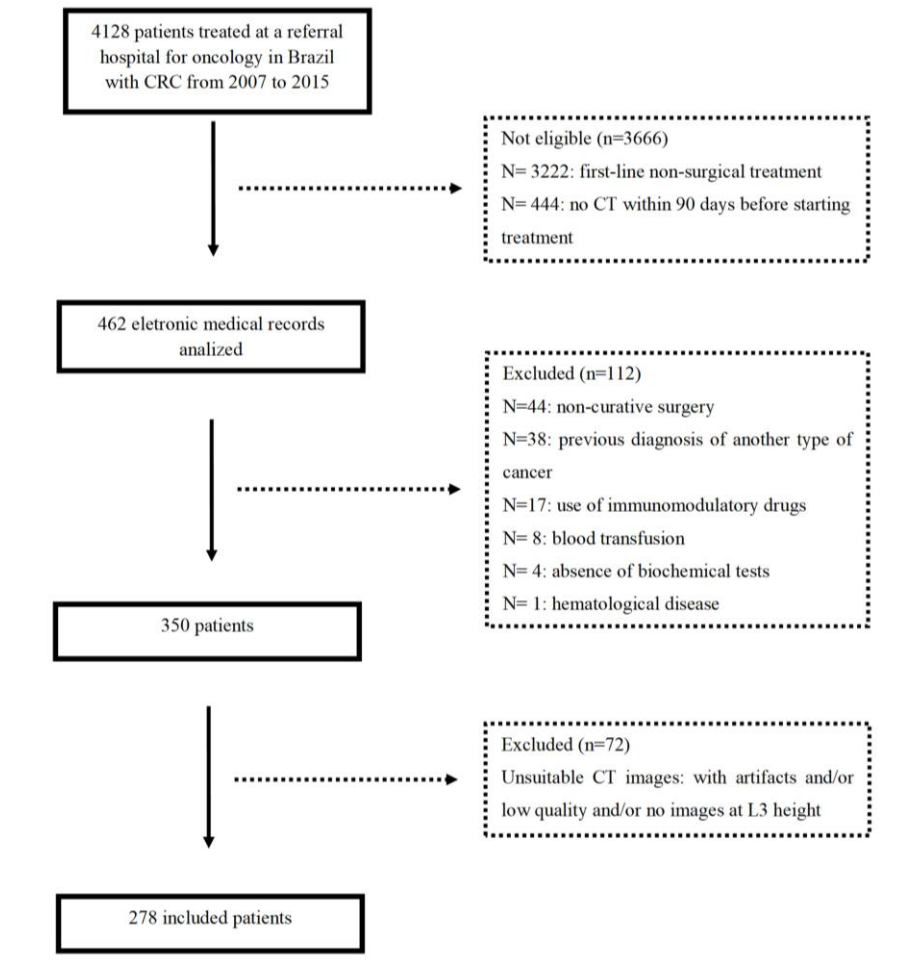 4128 patients treated at a referral
hospital for oncology in Brazil
with CRC from 2007 to 2015
Not eligible (n=3666)
N= 3222: first-line non-surgical treatment
N= 444: no CT within 90 days before starting
treatment
462 eletronic medical records
analized
Excluded (n=112)
N=44: non-curative surgery
N=38: previous diagnosis of another type of
cancer
N=17: use of immunomodulatory drugs
N= 8: blood transfusion
N= 4: absence of biochemical tests
N= 1: hematological disease
350 patients
Excluded (n=72)
Unsuitable CT images: with artifacts and/or
low quality and/or no images at L3 height
278 included patients